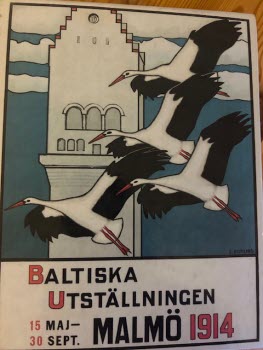 BALTISKA
UTSTÄLLNINGEN
15 MAJ–
30 SEPT.
MALMÖ 1914